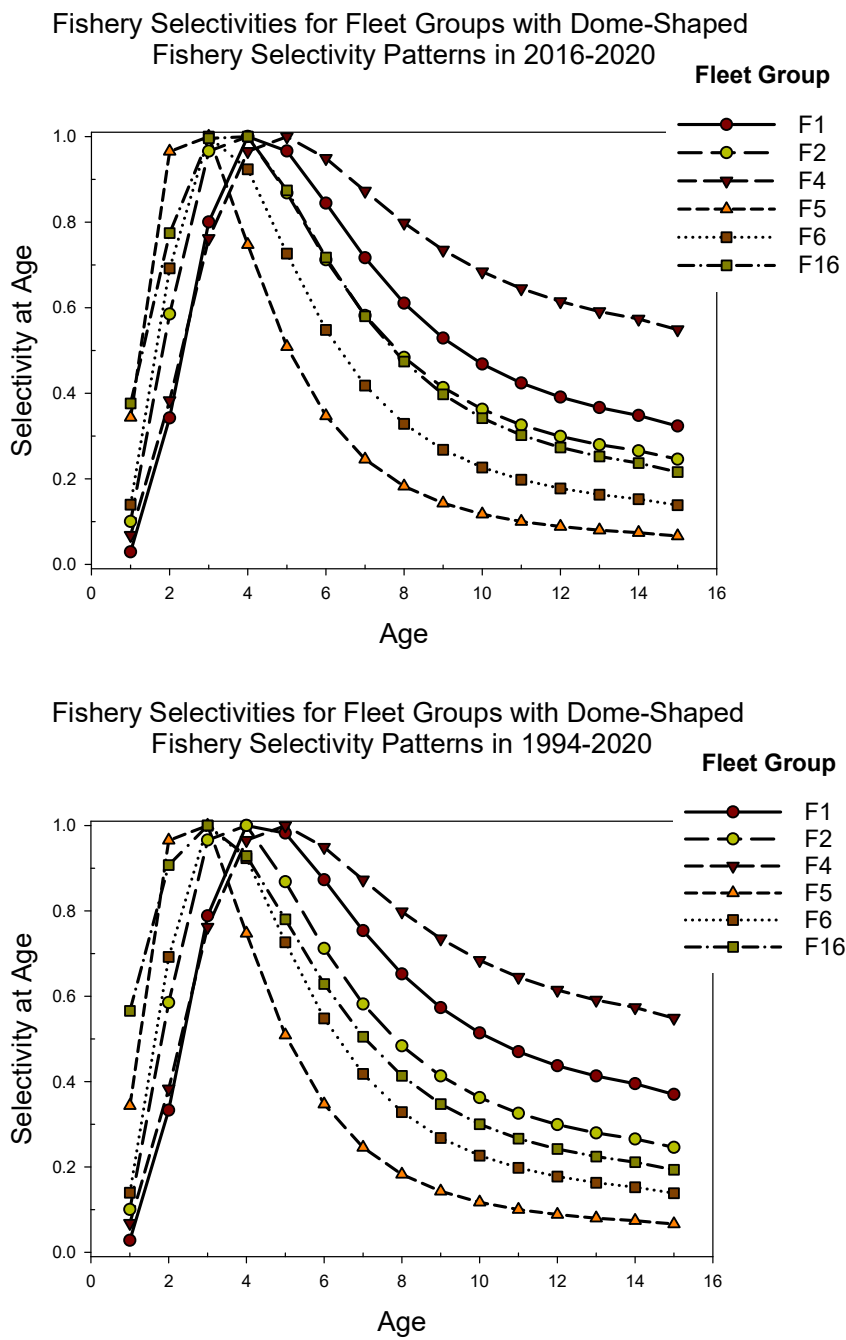 Fishery Selectivities for Fleet Groups with Dome-Shaped
Fishery Selectivity Patterns in 2016-2020
Fleet Group
F1
F2
F4
F5
F6
F16
Selectivity at Age
1.0
0.8
0.6
0.4
0.2
0.0
0 2 4 6 8 10 12 14 16
Age
Fishery Selectivities for Fleet Groups with Dome-Shaped
Fishery Selectivity Patterns in 1994-2020
Fleet Group
F1
F2
F4
F5
F6
F16
Selectivity at Age
1.0
0.8
0.6
0.4
0.2
0.0
0 2 4 6 8 10 12 14 16
Age